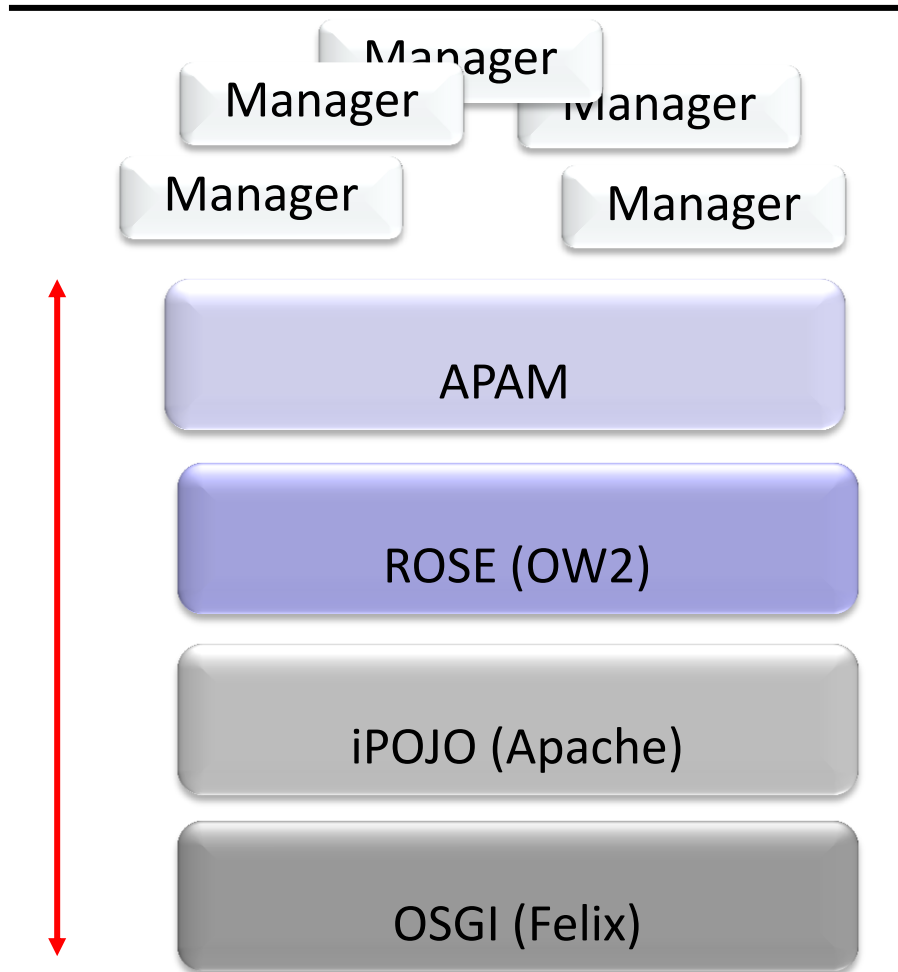 Manager
Manager
Manager
Manager
Manager
APAM
ROSE (OW2)
iPOJO (Apache)
OSGI (Felix)